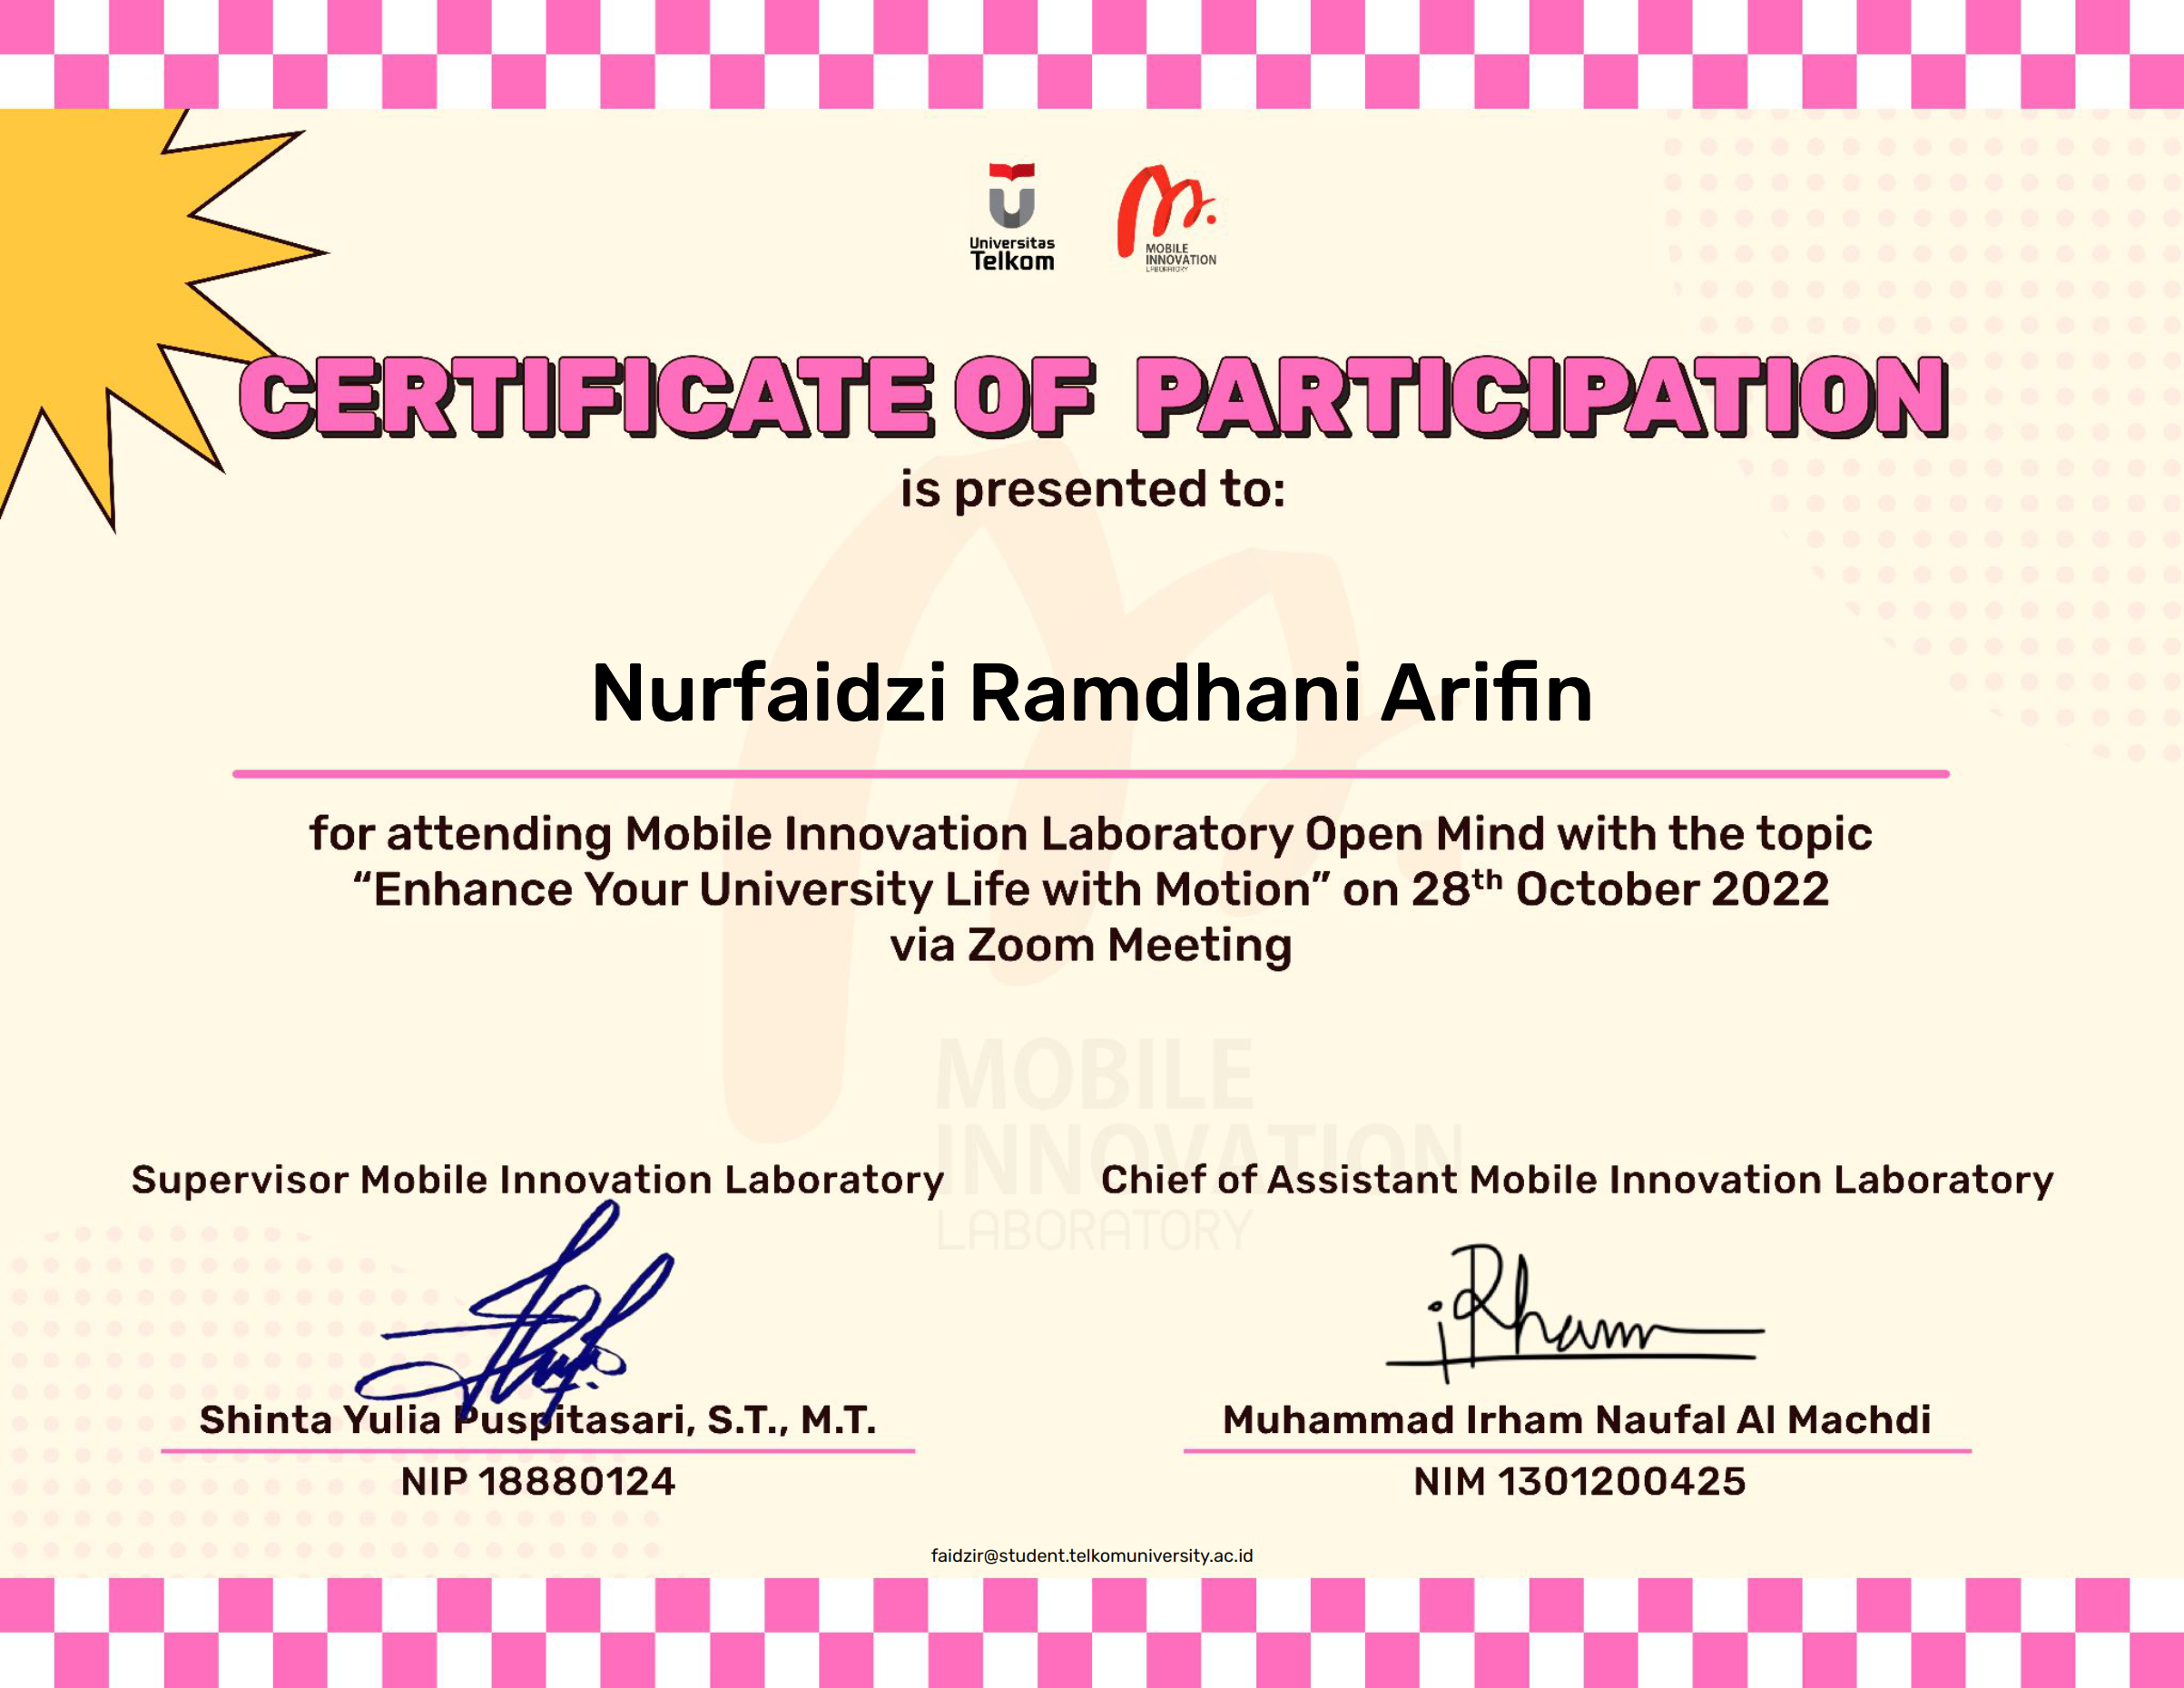 Universitas
Telkom
MOBILE
INNOVATION
LABORATORY
CERTIFICATE OF PARTICIPATION
is presented to:
Nurfaidzi Ramdhani Arifin
for attending Mobile Innovation Laboratory Open Mind with the topic
“Enhance Your University Life with Motion” on 28th October 2022
via Zoom Meeting
MOBILE
INNOVATION
LABORATORY
Supervisor Mobile Innovation Laboratory
Chief of Assistant Mobile Innovation Laboratory
iRham
Shinta Yulia Puspitasari, S.T., M.T.
Muhammad Irham Naufal Al Machdi
NIP 18880124
NIM 1301200425
faidzir@student.telkomuniversity.ac.id